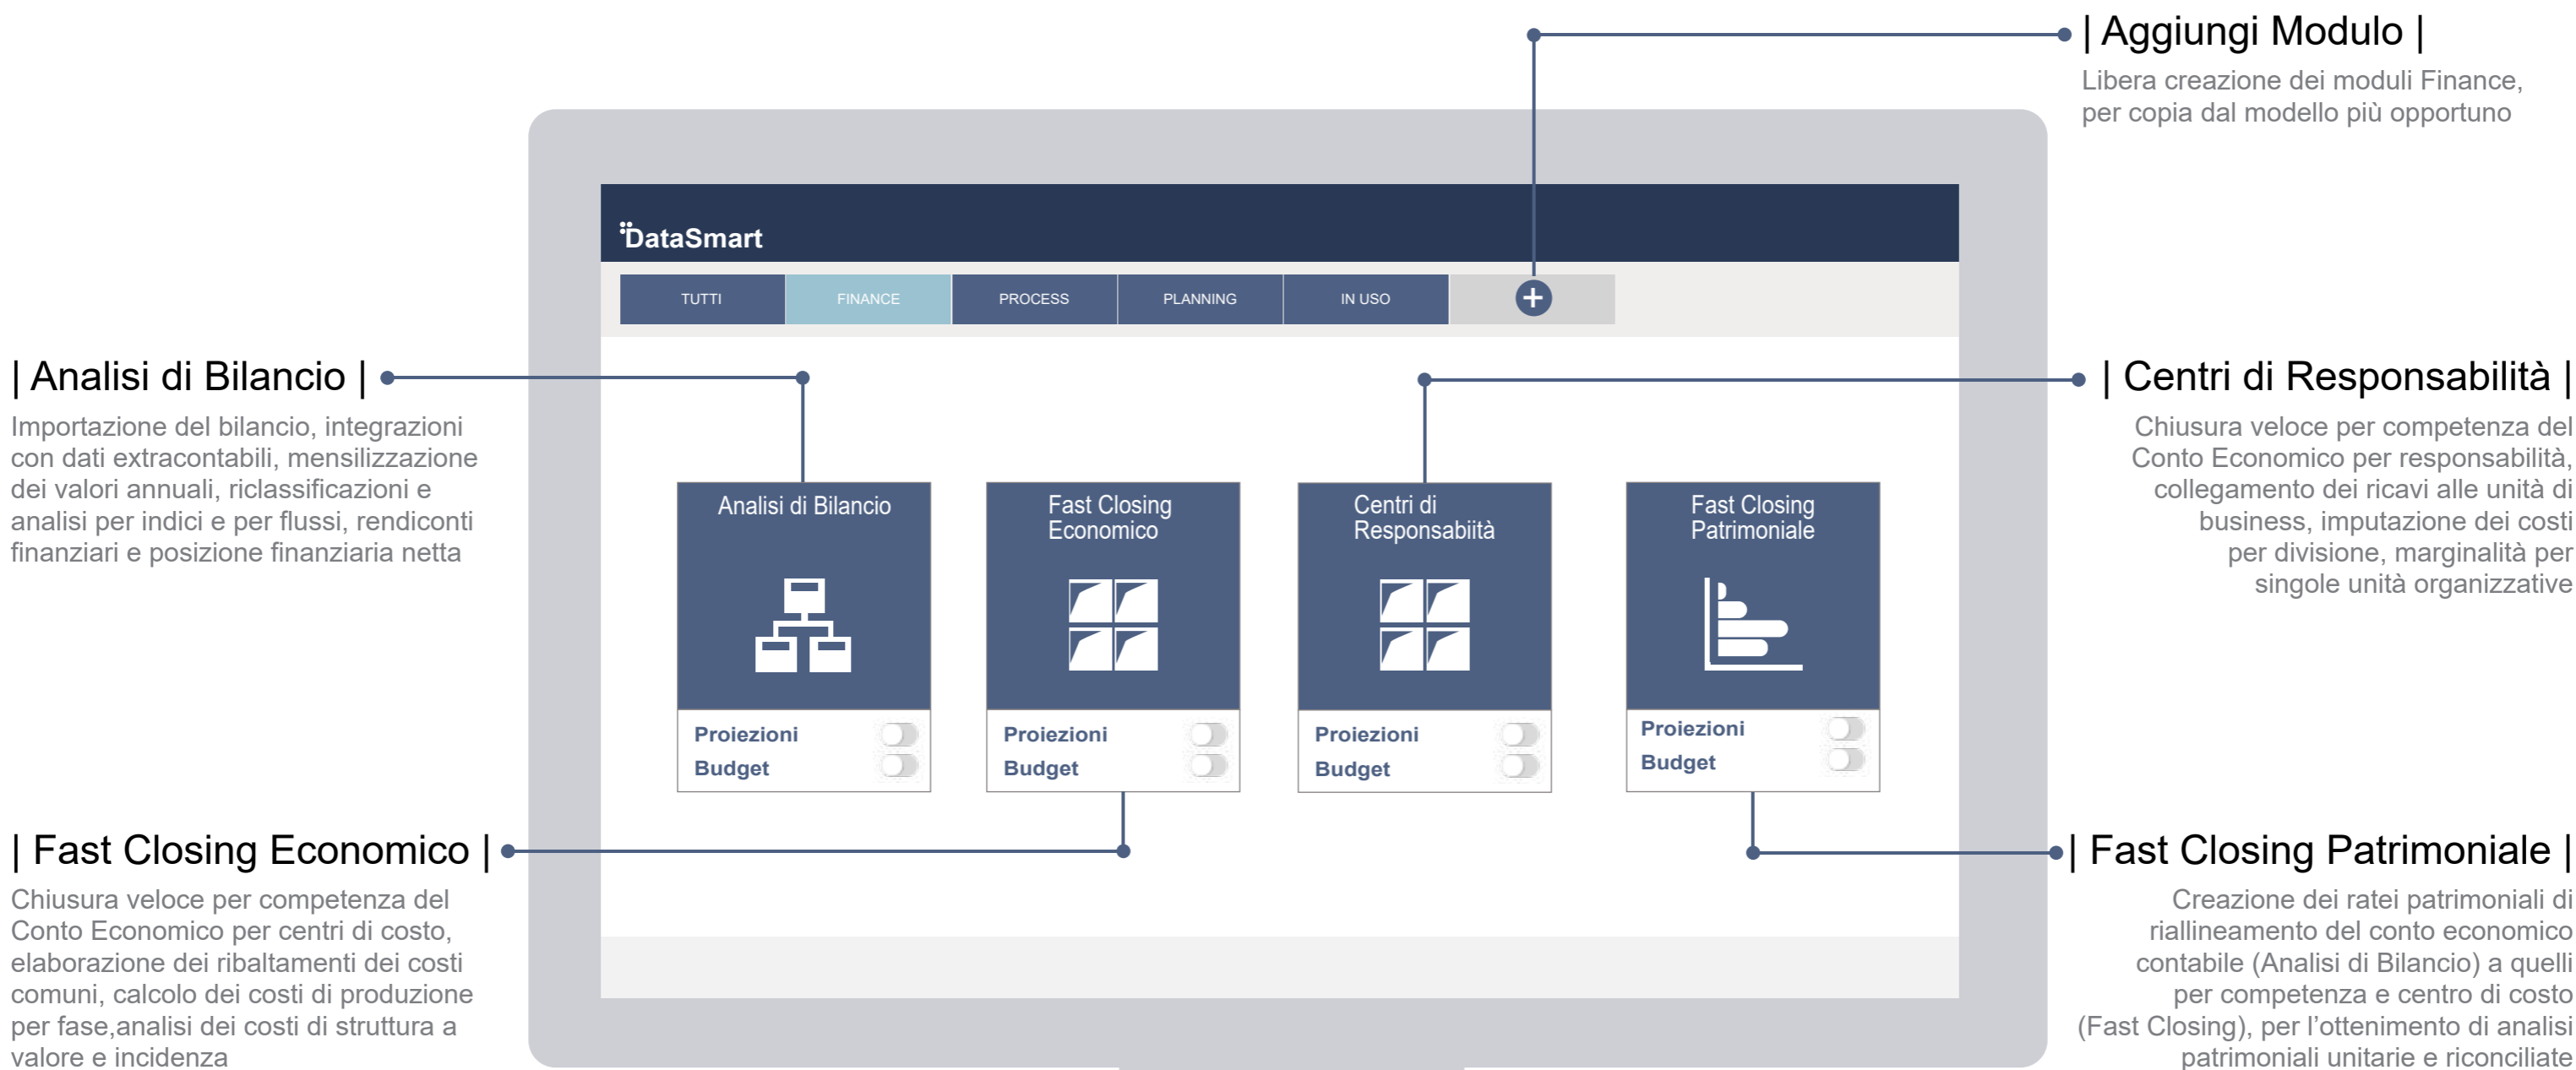 | Aggiungi Modulo |
Libera creazione dei moduli Finance,
per copia dal modello più opportuno
DataSmart
TUTTI
FINANCE
PROCESS
PLANNING
IN USO
| Analisi di Bilancio |
Importazione del bilancio, integrazioni
con dati extracontabili, mensilizzazione
dei valori annuali, riclassificazioni e
analisi per indici e per flussi, rendiconti
finanziari e posizione finanziaria netta
| Centri di Responsabilità |
Chiusura veloce per competenza del
Conto Economico per responsabilità,
collegamento dei ricavi alle unità di
business, imputazione dei costi
per divisione, marginalità per
singole unità organizzative
Analisi di Bilancio
Proiezioni
Budget
Fast Closing
Economico
Proiezioni
Budget
Centri di
Responsabiità
Proiezioni
Budget
Fast Closing
Patrimoniale
Proiezioni
Budget
| Fast Closing Economico |
Chiusura veloce per competenza del
Conto Economico per centri di costo,
elaborazione dei ribaltamenti dei costi
comuni, calcolo dei costi di produzione
per fase,analisi dei costi di struttura a
valore e incidenza
| Fast Closing Patrimoniale |
Creazione dei ratei patrimoniali di
riallineamento del conto economico
contabile (Analisi di Bilancio) a quelli
per competenza e centro di costo
(Fast Closing), per l’ottenimento di analisi
patrimoniali unitarie e riconciliate